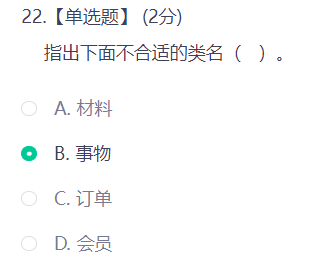 22.【单选题】 (2分)
指出下面不合适的类名（ ）。
A. 材料
B. 事物
C. 订单
D. 会员